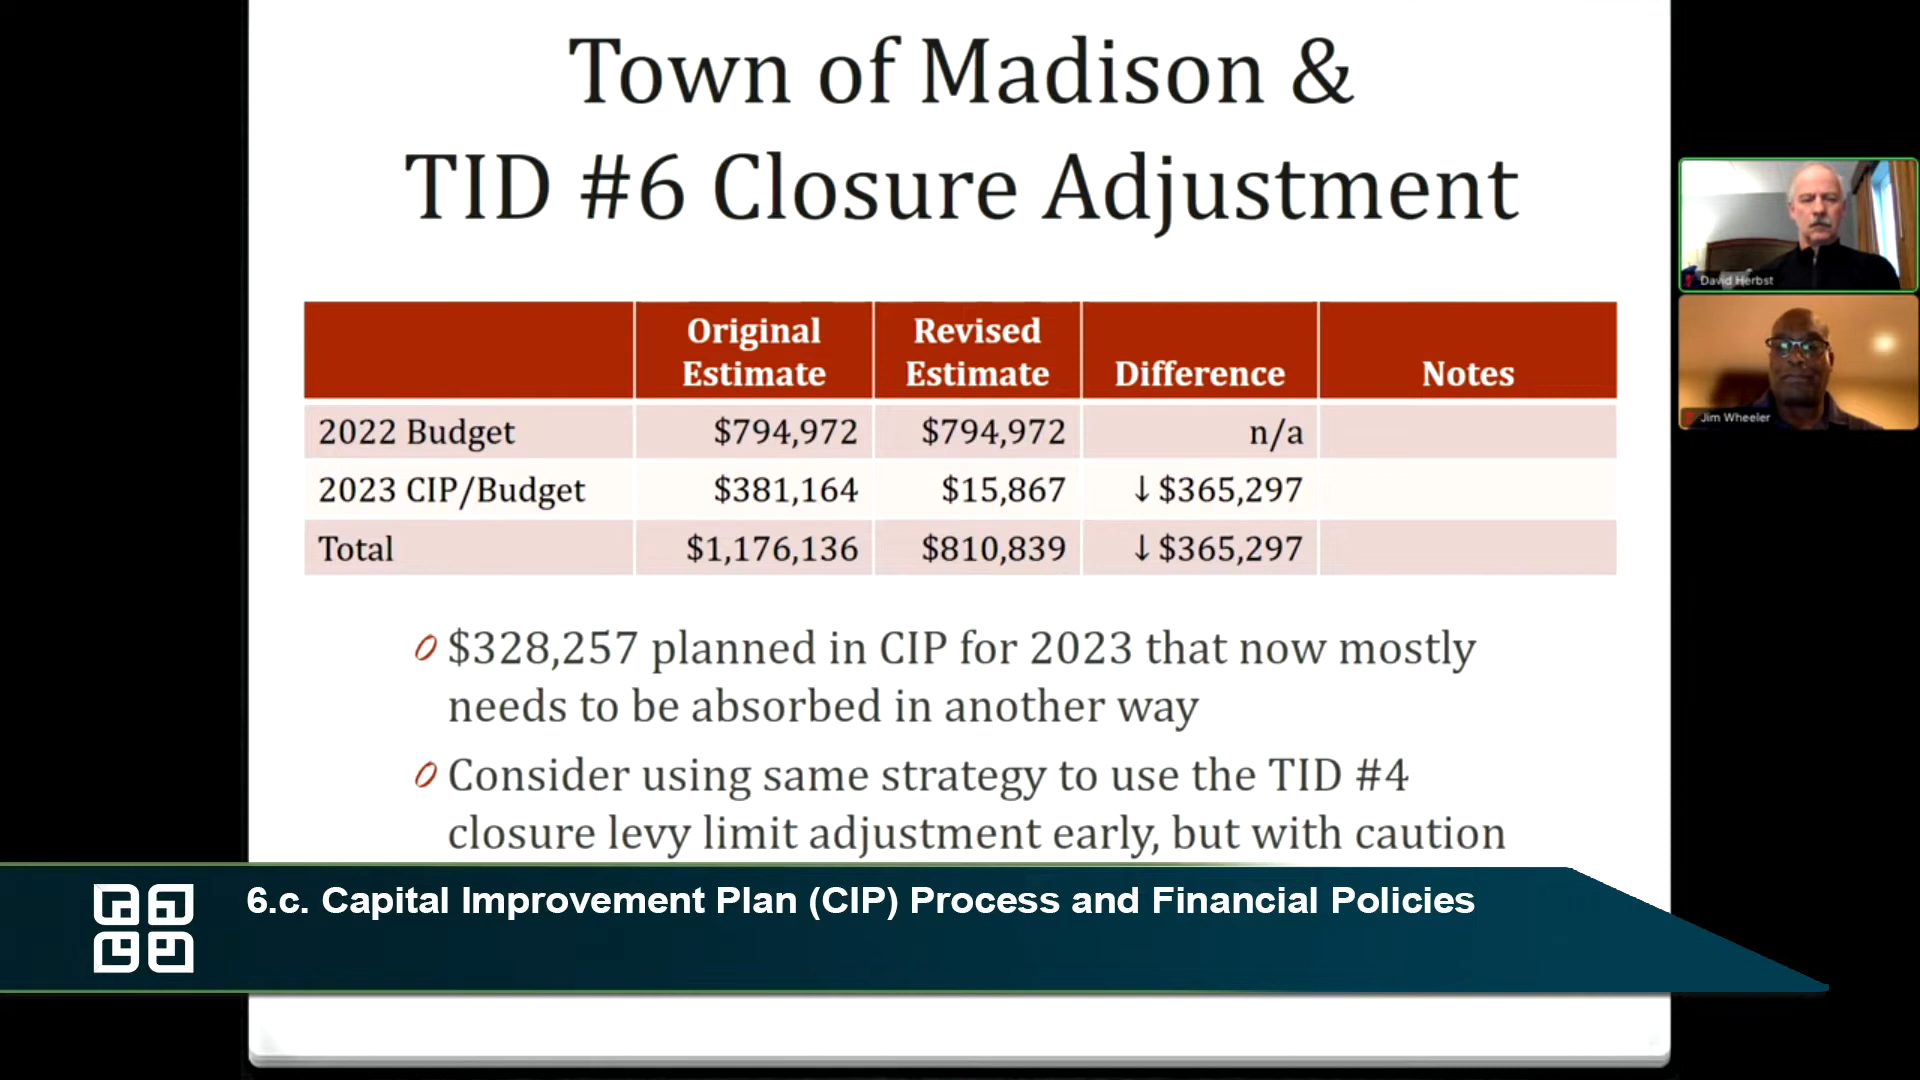 Town of Madison &
TID #6 Closure Adjustment
Original Estimate Revised Estimate Difference Notes
2022 Budget $794,972 $794,972 n/a
2023 CIP/Budget $381,164 $15,867 ↓$365,297
Total $1,176,136 $810,839 ↓$365,297
$328,257 planned in CIP for 2023 that now mostly
needs to be absorbed in another way
Consider using same strategy to use the TID #4
closure levy limit adjustment early, but with caution
6.c. Capital Improvement Plan (CIP) Process and Financial Policies
David Herbst
Jim Wheeler